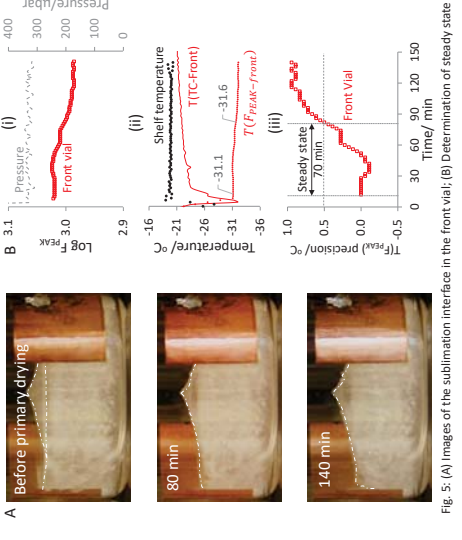 A
Before primary drying
80 min
140 min
B
(i)
Pressure
Front vial
Log F_PEAK
3.1
3.0
2.9
Pressure/μbar
400
300
200
100
0
(ii)
Shelf temperature
T(TC-Front)
-31.1
-31.6
T(F_PEAK−front)
Temperature/°C
-16
-21
-26
-31
-36
(iii)
Steady state
70 min
Front Vial
T(F_PEAK) precision/°C
1.0
0.5
0.0
-0.5
0
30
60
90
120
150
Time/ min
Fig. 5: (A) Images of the sublimation interface in the front vial; (B) Determination of steady state